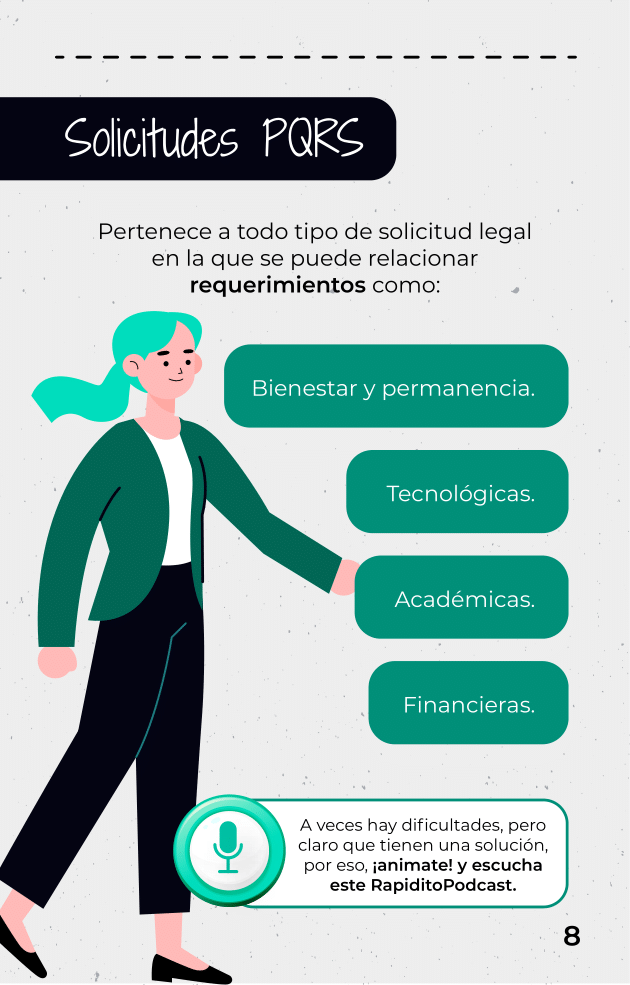 Solicitudes PQRS
Pertenece a todo tipo de solicitud legal
en la que se puede relacionar
requerimientos como:
Bienestar y permanencia.
Tecnológicas.
Académicas.
Financieras.
A veces hay dificultades, pero
claro que tienen una solución,
por eso, ¡animate! y escucha
este RapiditoPodcast.
8